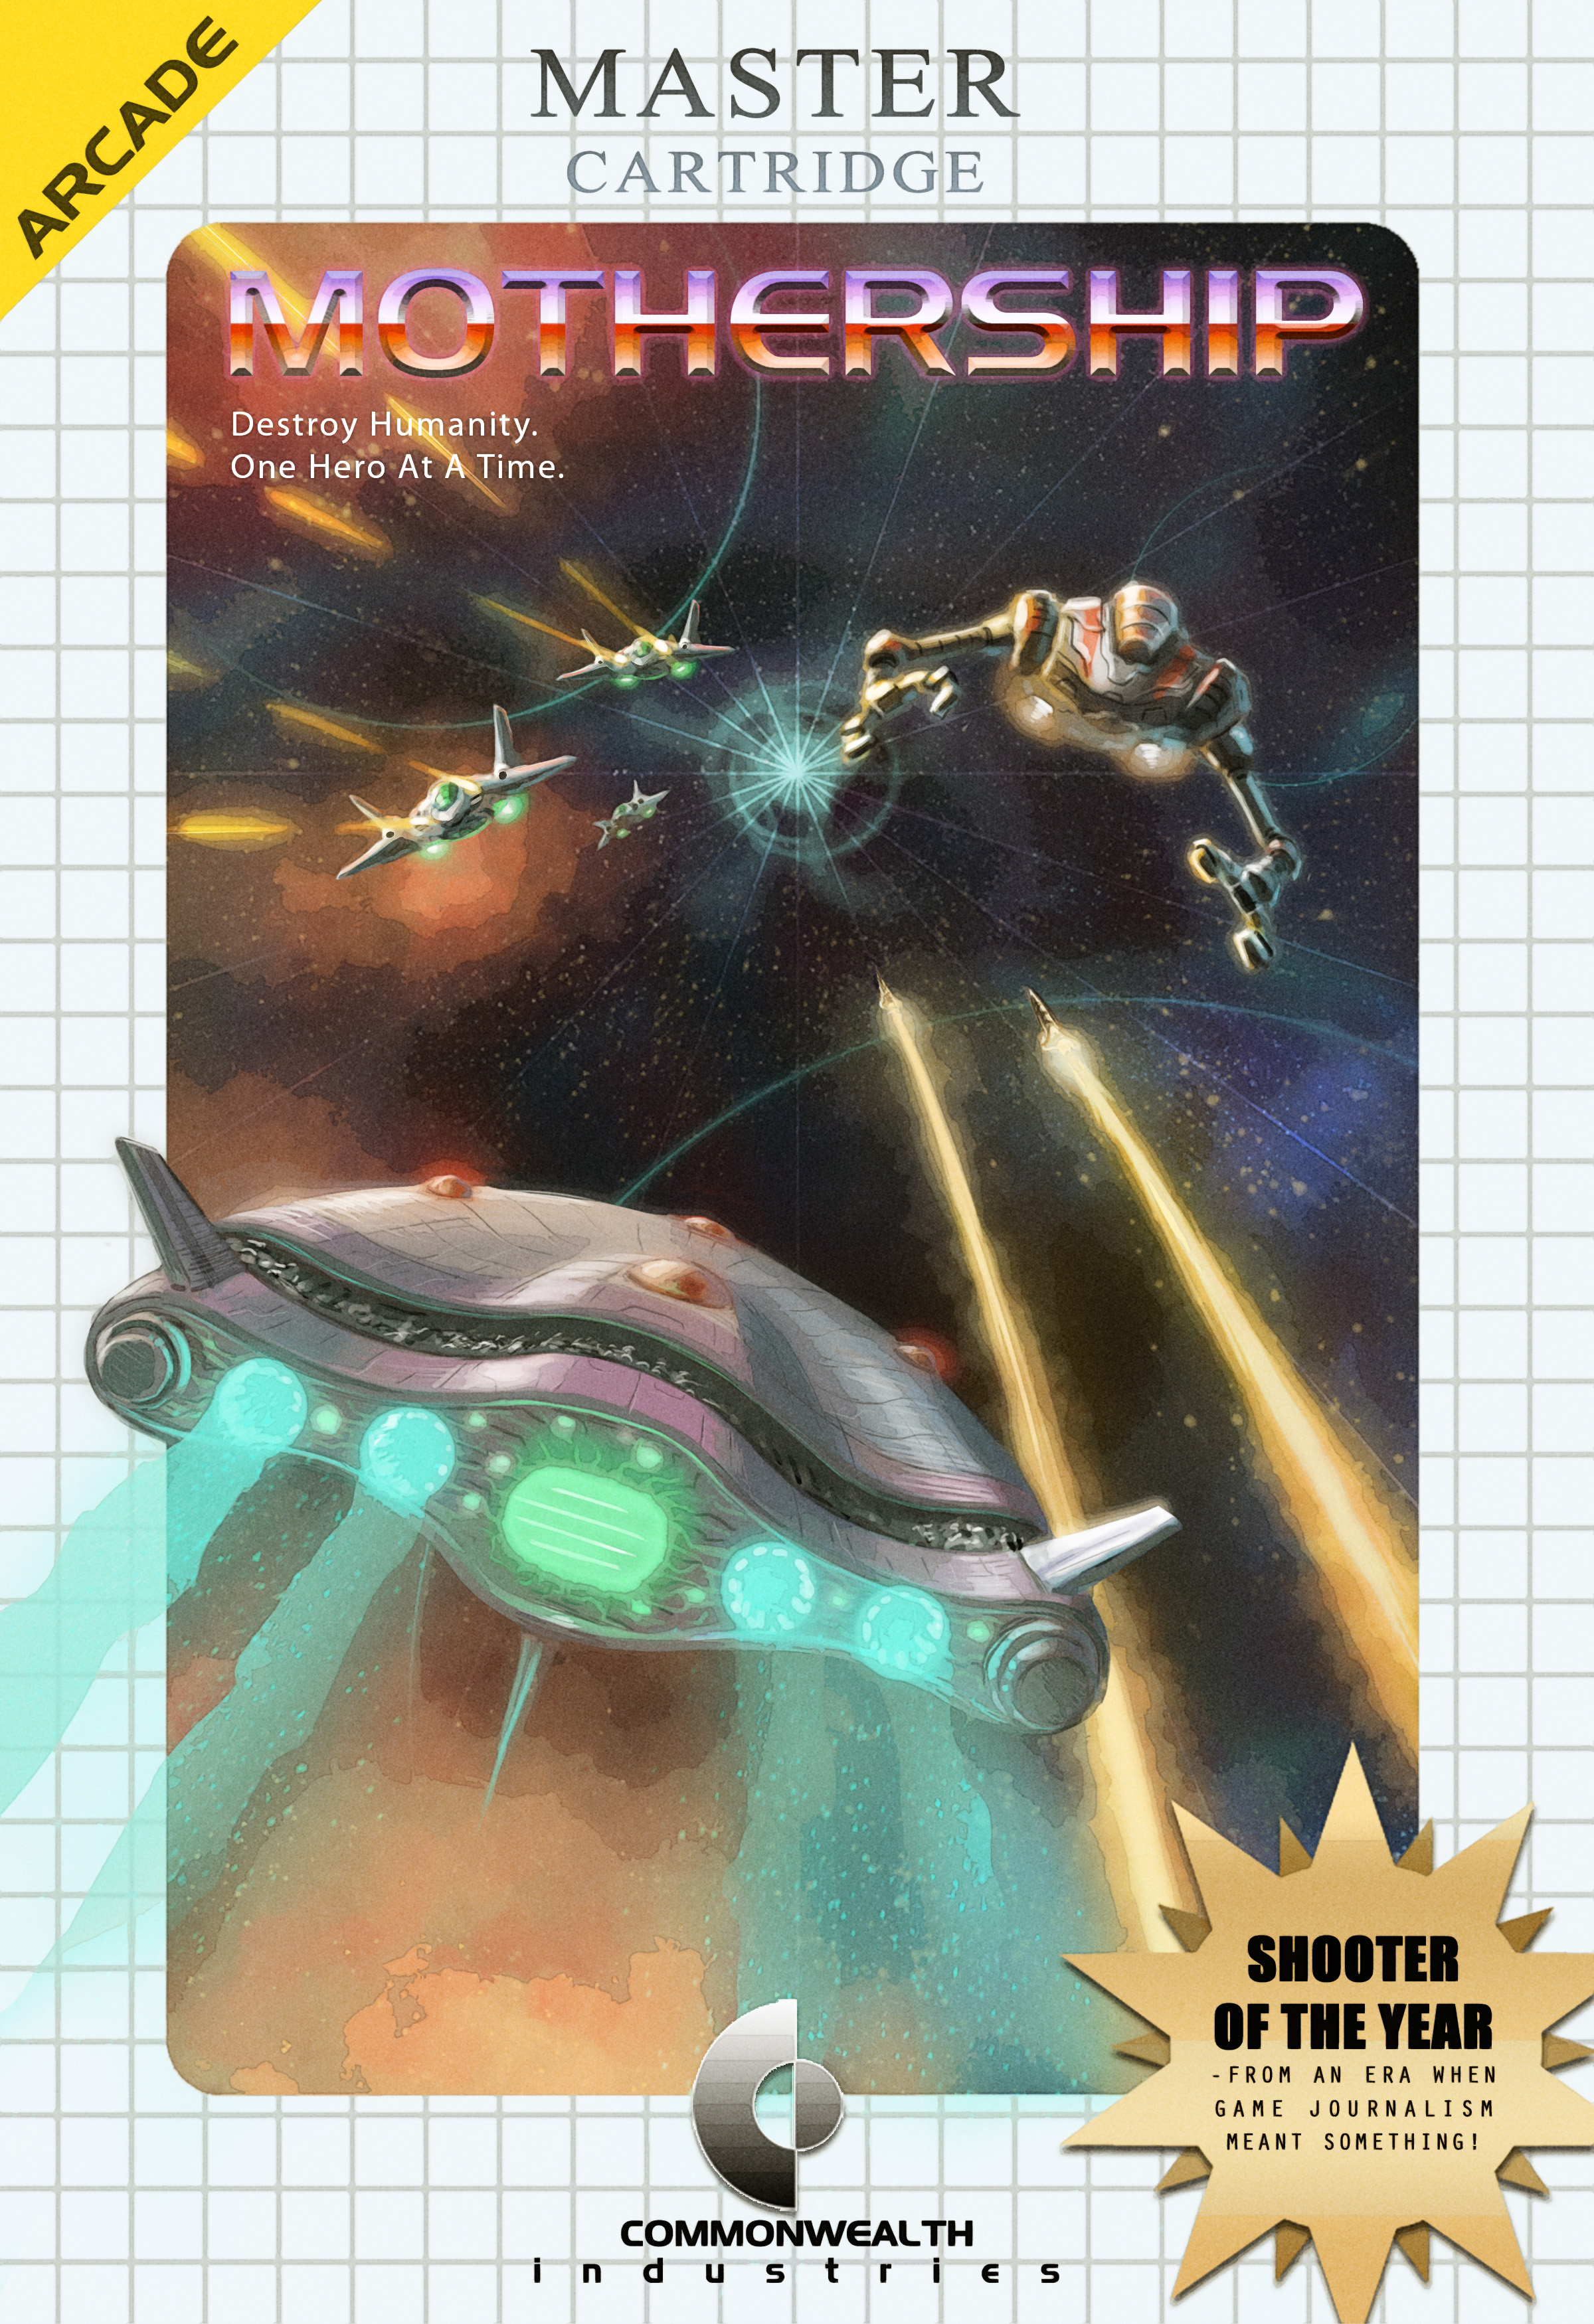 ARCADE
MASTER
CARTRIDGE
MOTHERSHIP
Destroy Humanity.
One Hero At A Time.
SHOOTER
OF THE YEAR
-FROM AN ERA WHEN
GAME JOURNALISM
MEANT SOMETHING!
COMMONWEALTH
industries